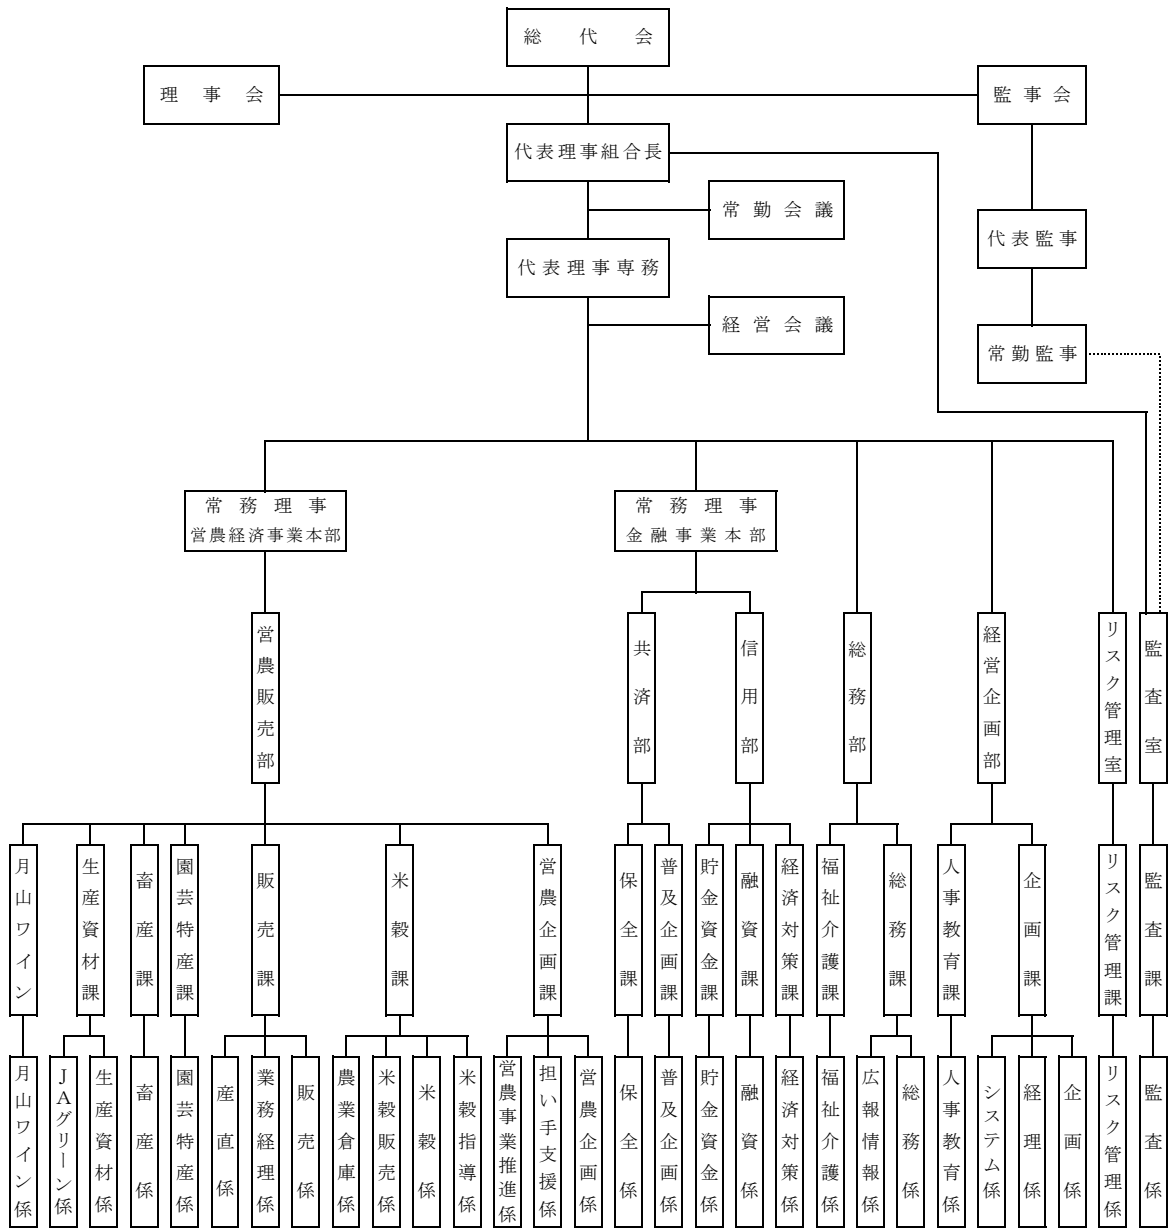 総代会
理事会
監事会
代表理事組合長
常勤会議
代表監事
代表理事専務
経営会議
常勤監事
常務理事
営農経済事業本部
常務理事
金融事業本部
営農販売部
共済部
信用部
総務部
経営企画部
リスク管理室
監査室
月山ワイン
生産資材課
畜産課
園芸特産課
販売課
米穀課
営農企画課
保全課
普及企画課
貯金資金課
融資課
経済対策課
福祉介護課
総務課
人事教育課
企画課
リスク管理課
監査課
月山ワイン係
JAグリーン係
生産資材係
畜産係
園芸特産係
産直係
業務経理係
販売係
農業倉庫係
米穀販売係
米穀係
米穀指導係
営農事業推進係
担い手支援係
営農企画係
保全係
普及企画係
貯金資金係
融資係
経済対策係
福祉介護係
広報情報係
総務係
人事教育係
システム係
経理係
企画係
リスク管理係
監査係